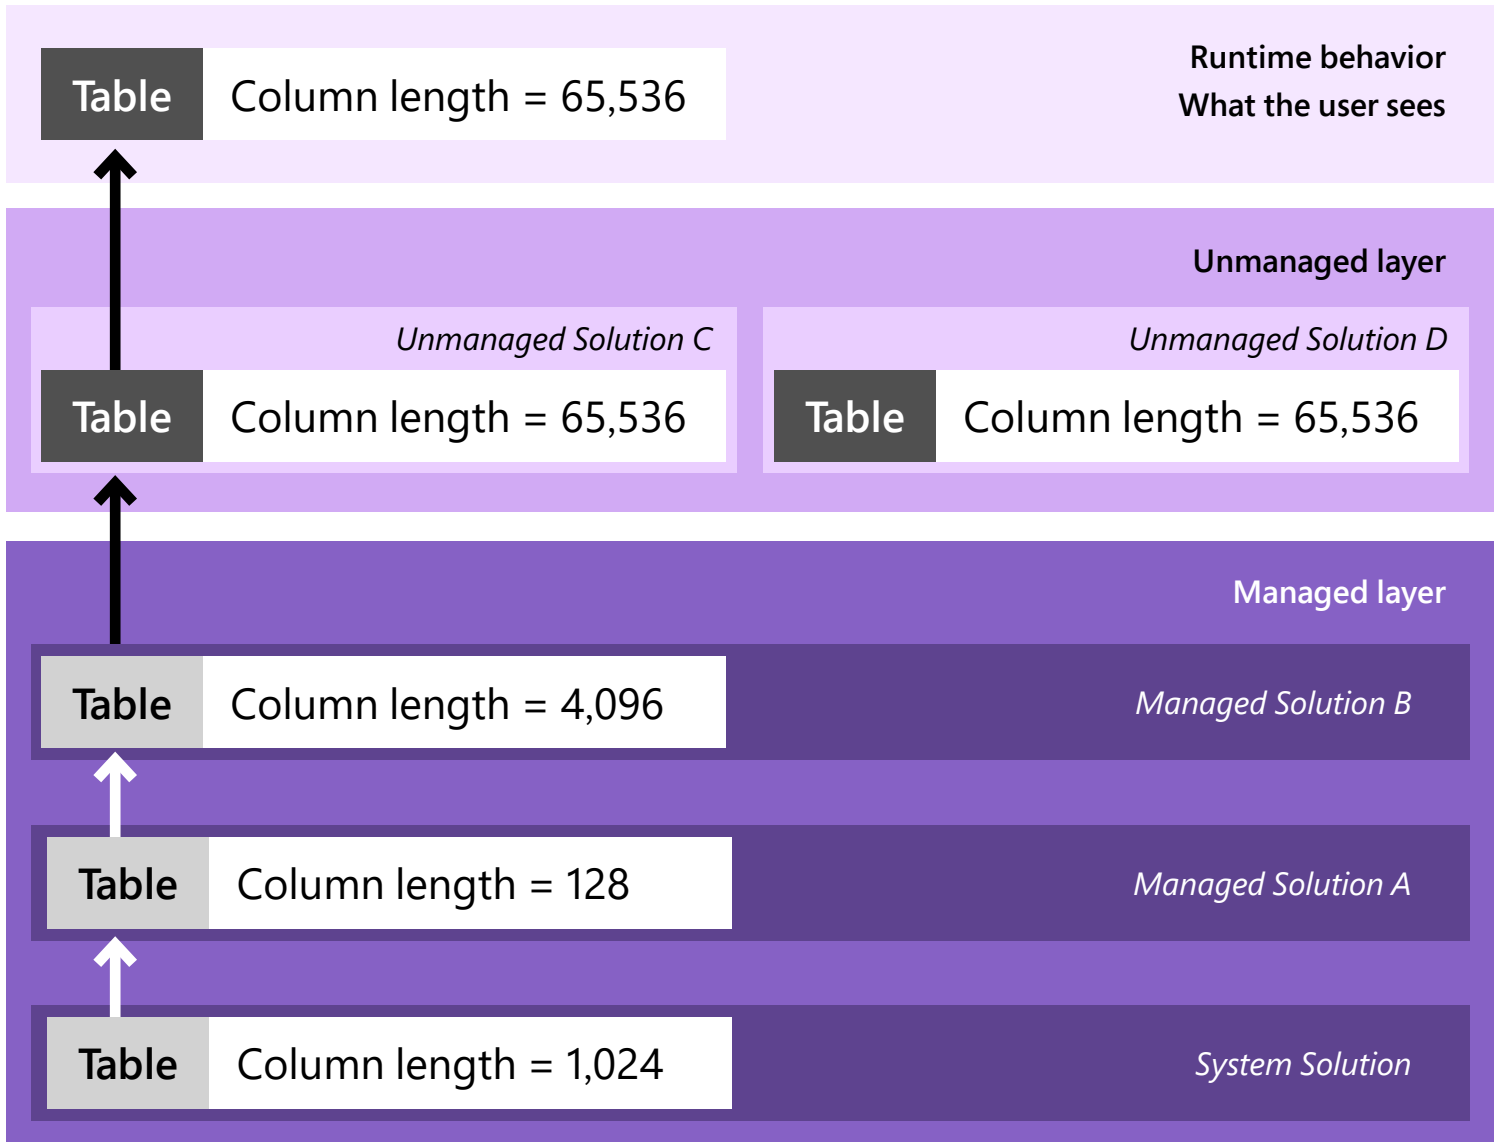 Runtime behavior
What the user sees
Table Column length = 65,536
Unmanaged layer
Unmanaged Solution C
Table Column length = 65,536
Unmanaged Solution D
Table Column length = 65,536
Managed layer
Table Column length = 4,096 Managed Solution B
Table Column length = 128 Managed Solution A
Table Column length = 1,024 System Solution